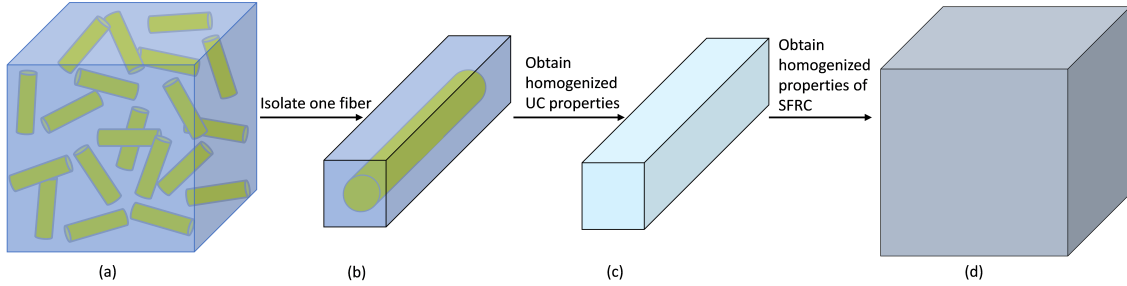 Isolate one fiber
Obtain
homogenized
UC properties
Obtain
homogenized
properties of
SFRC
(a)
(b)
(c)
(d)